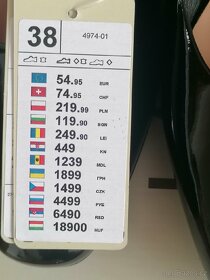 38
4974-01
54.95 EUR
74.95 CHF
219.99 PLN
119.90 BGN
249.90 LEI
449 KN
1239 MDL
1899 ГРН
1499 CZK
4499 РУБ
6490 RSD
18900 HUF